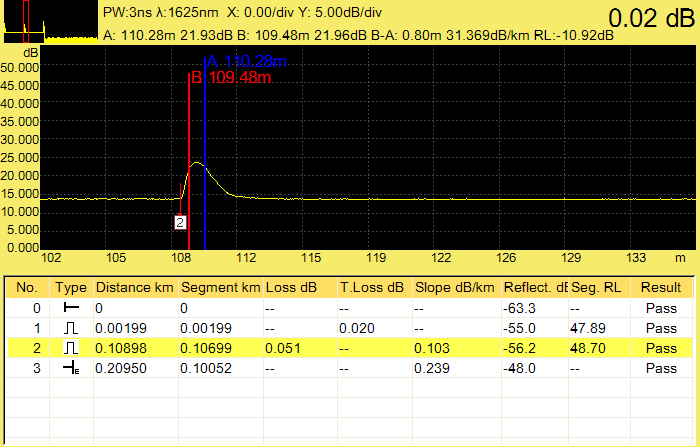 PW:3ns λ:1625nm X: 0.00/div Y: 5.00dB/div
0.02 dB
A: 110.28m 21.93dB B: 109.48m 21.96dB B-A: 0.80m 31.369dB/km RL:-10.92dB
dB
A 110.28m
B 109.48m
50.000
45.000
40.000
35.000
30.000
25.000
20.000
15.000
10.000
5.000
0.000
2
102 105 108 112 115 119 122 126 129 133 m
No. Type Distance km Segment km Loss dB T.Loss dB Slope dB/km Reflect. dB Seg. RL Result
0 0 0 -- -- -- -63.3 Pass
1 0.00199 0.00199 -- 0.020 -- -55.0 47.89 Pass
2 0.10898 0.10699 0.051 -- 0.103 -56.2 48.70 Pass
3 E 0.20950 0.10052 -- -- 0.239 -48.0 -- Pass